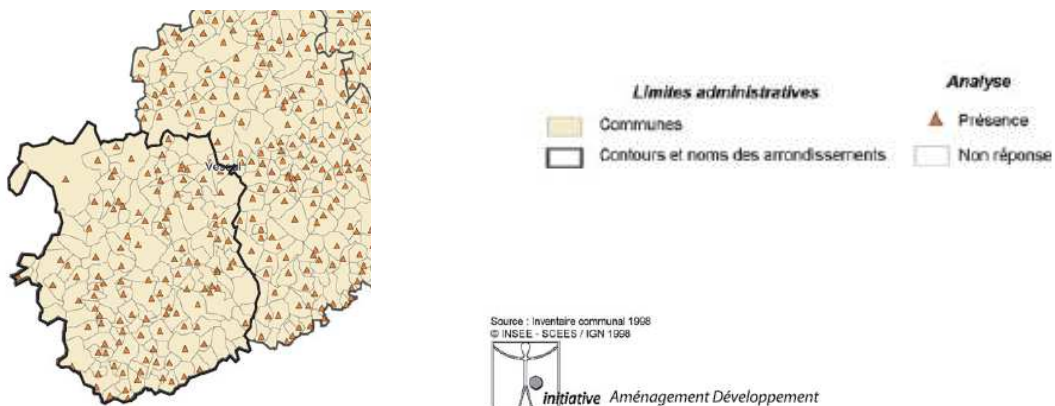 Vesoul
Limites administratives
Communes
Contours et noms des arrondissements
Analyse
Présence
Non réponse
Source : Inventaire communal 1998
© INSEE - SCEES / IGN 1998
initiative Aménagement Développement